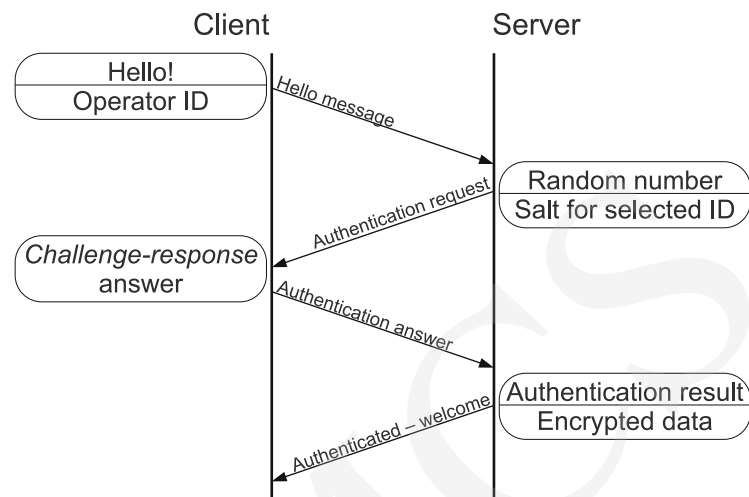 Client
Server
Hello!
Operator ID
Hello message
Random number
Salt for selected ID
Authentication request
Challenge-response
answer
Authentication answer
Authentication result
Encrypted data
Authenticated – welcome